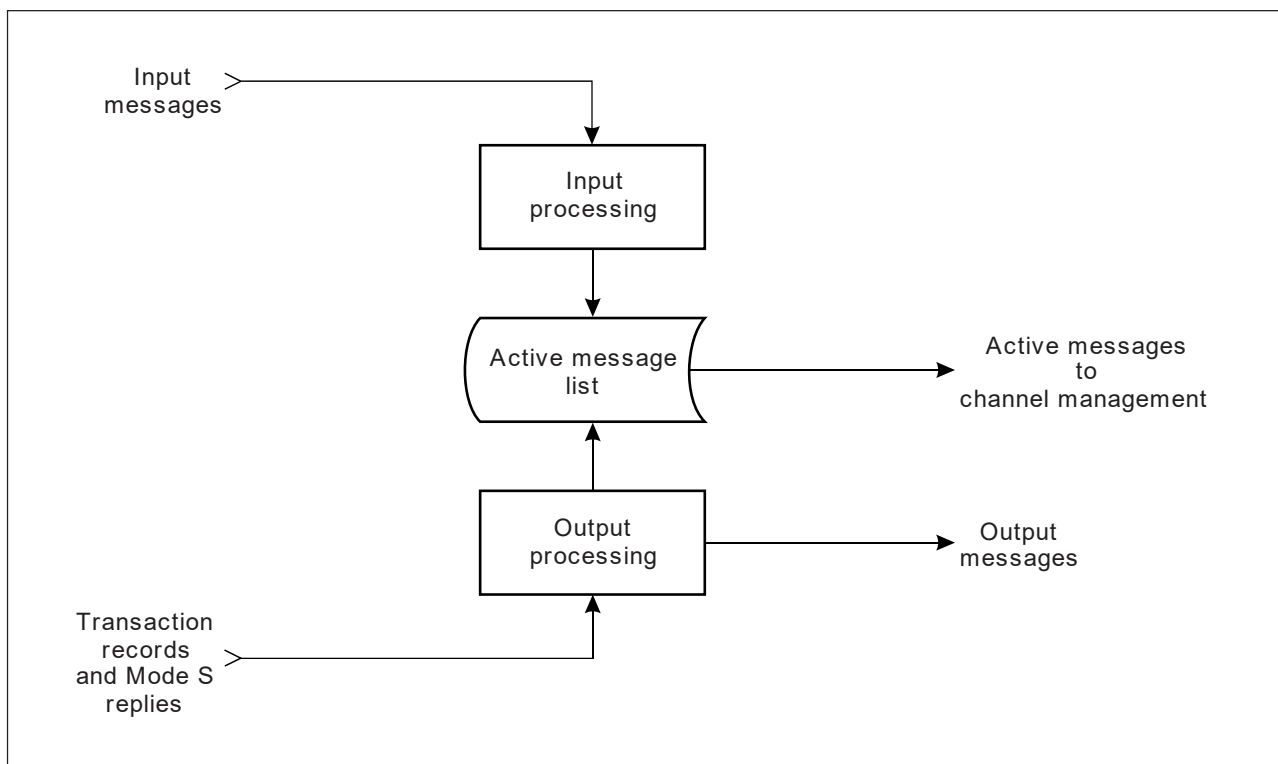 Input
messages
Input
processing
Active message
list
Active messages
to
channel management
Output
processing
Output
messages
Transaction
records
and Mode S
replies